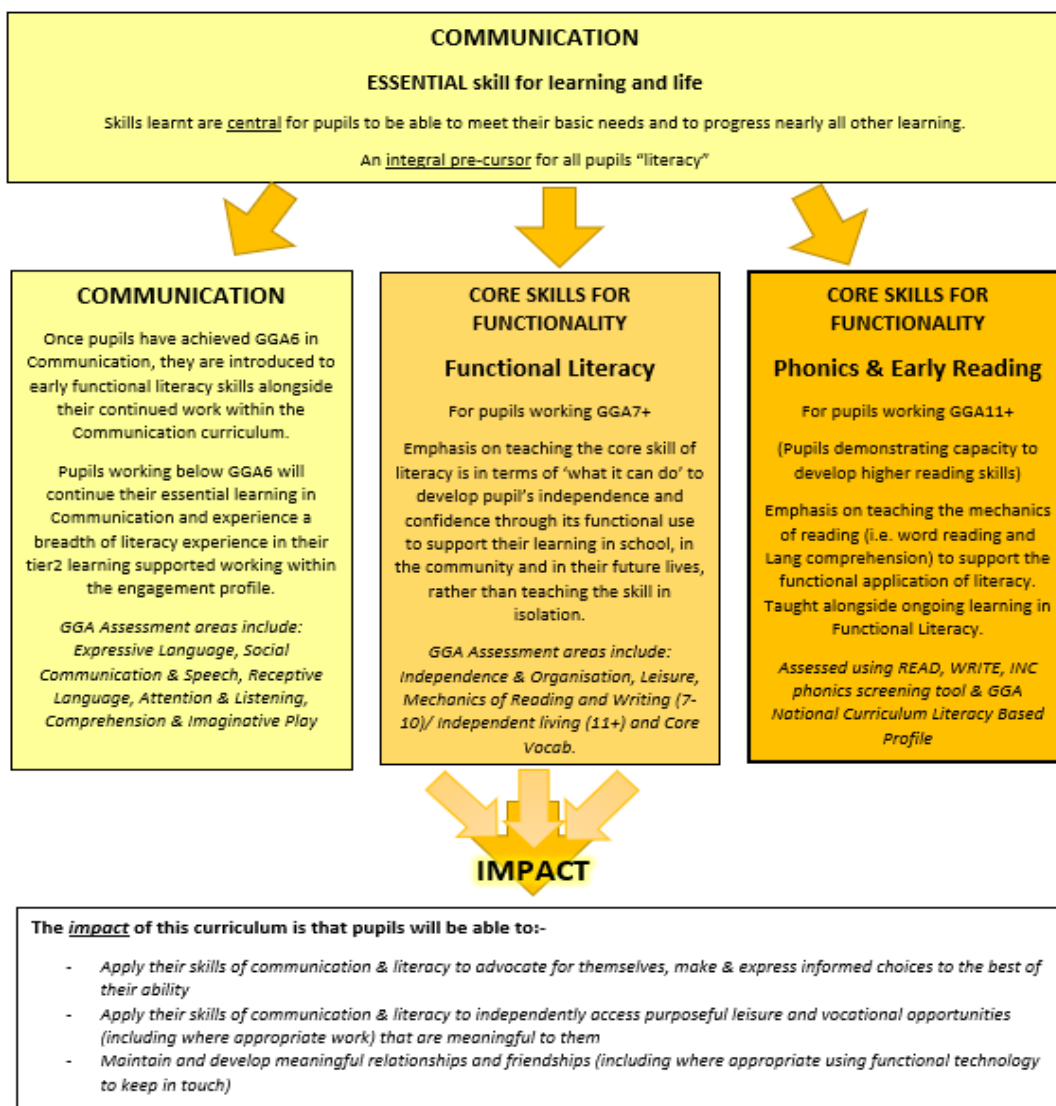 COMMUNICATION
ESSENTIAL skill for learning and life
Skills learnt are central for pupils to be able to meet their basic needs and to progress nearly all other learning.
An integral pre-cursor for all pupils “literacy”
COMMUNICATION
Once pupils have achieved GGA6 in
Communication, they are introduced to
early functional literacy skills alongside
their continued work within the
Communication curriculum.
Pupils working below GGA6 will
continue their essential learning in
Communication and experience a
breadth of literacy experience in their
tier2 learning supported working within
the engagement profile.
GGA Assessment areas include:
Expressive Language, Social
Communication & Speech, Receptive
Language, Attention & Listening,
Comprehension & Imaginative Play
CORE SKILLS FOR
FUNCTIONALITY
Functional Literacy
For pupils working GGA7+
Emphasis on teaching the core skill of
literacy is in terms of ‘what it can do’ to
develop pupil’s independence and
confidence through its functional use
to support their learning in school, in
the community and in their future lives,
rather than teaching the skill in
isolation.
GGA Assessment areas include:
Independence & Organisation, Leisure,
Mechanics of Reading and Writing (7-
10)/ Independent living (11+) and Core
Vocab.
CORE SKILLS FOR
FUNCTIONALITY
Phonics & Early Reading
For pupils working GGA11+
(Pupils demonstrating capacity to
develop higher reading skills)
Emphasis on teaching the mechanics
of reading (i.e. word reading and
Lang comprehension) to support the
functional application of literacy.
Taught alongside ongoing learning in
Functional Literacy.
Assessed using READ, WRITE, INC
phonics screening tool & GGA
National Curriculum Literacy Based
Profile
IMPACT
The impact of this curriculum is that pupils will be able to:-
- Apply their skills of communication & literacy to advocate for themselves, make & express informed choices to the best of
their ability
- Apply their skills of communication & literacy to independently access purposeful leisure and vocational opportunities
(including where appropriate work) that are meaningful to them
- Maintain and develop meaningful relationships and friendships (including where appropriate using functional technology
to keep in touch)